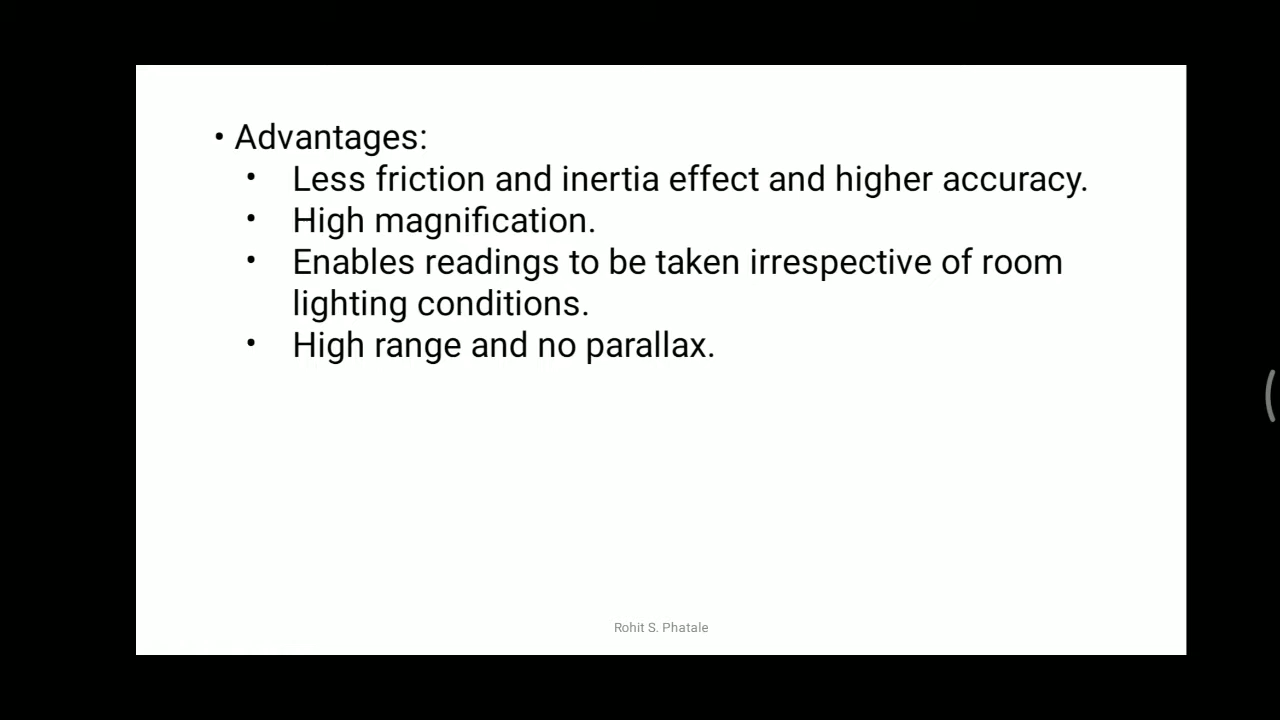 • Advantages:
• Less friction and inertia effect and higher accuracy.
• High magnification.
• Enables readings to be taken irrespective of room
lighting conditions.
• High range and no parallax.
Rohit S. Phatale